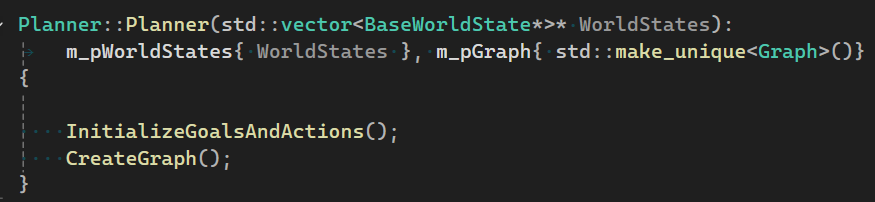 Planner::Planner(std::vector<BaseWorldState*>* WorldStates):
m_pWorldStates{ WorldStates }, m_pGraph{ std::make_unique<Graph>()}
{
InitializeGoalsAndActions();
CreateGraph();
}